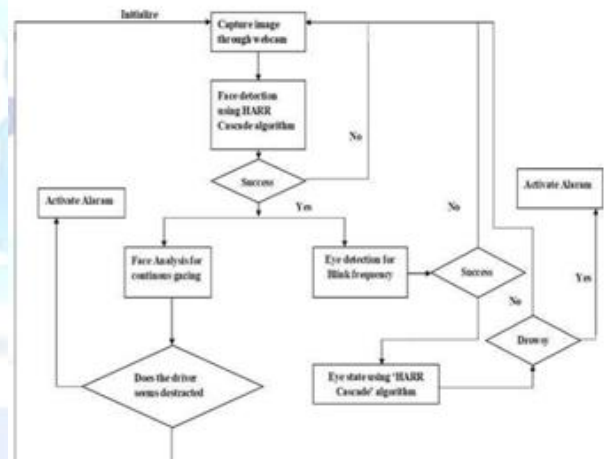 Initialize
Capture image
through webcam
Face detection
using HARR
Cascade algorithm
No
Success
Yes
Activate Alaram
Face Analysis for
continous gazing
Eye detection for
Blink frequency
No
Success
Activate Alaram
Yes
No
Drowsy
Does the driver
seems destracted
Eye state using 'HARR
Cascade' algorithm